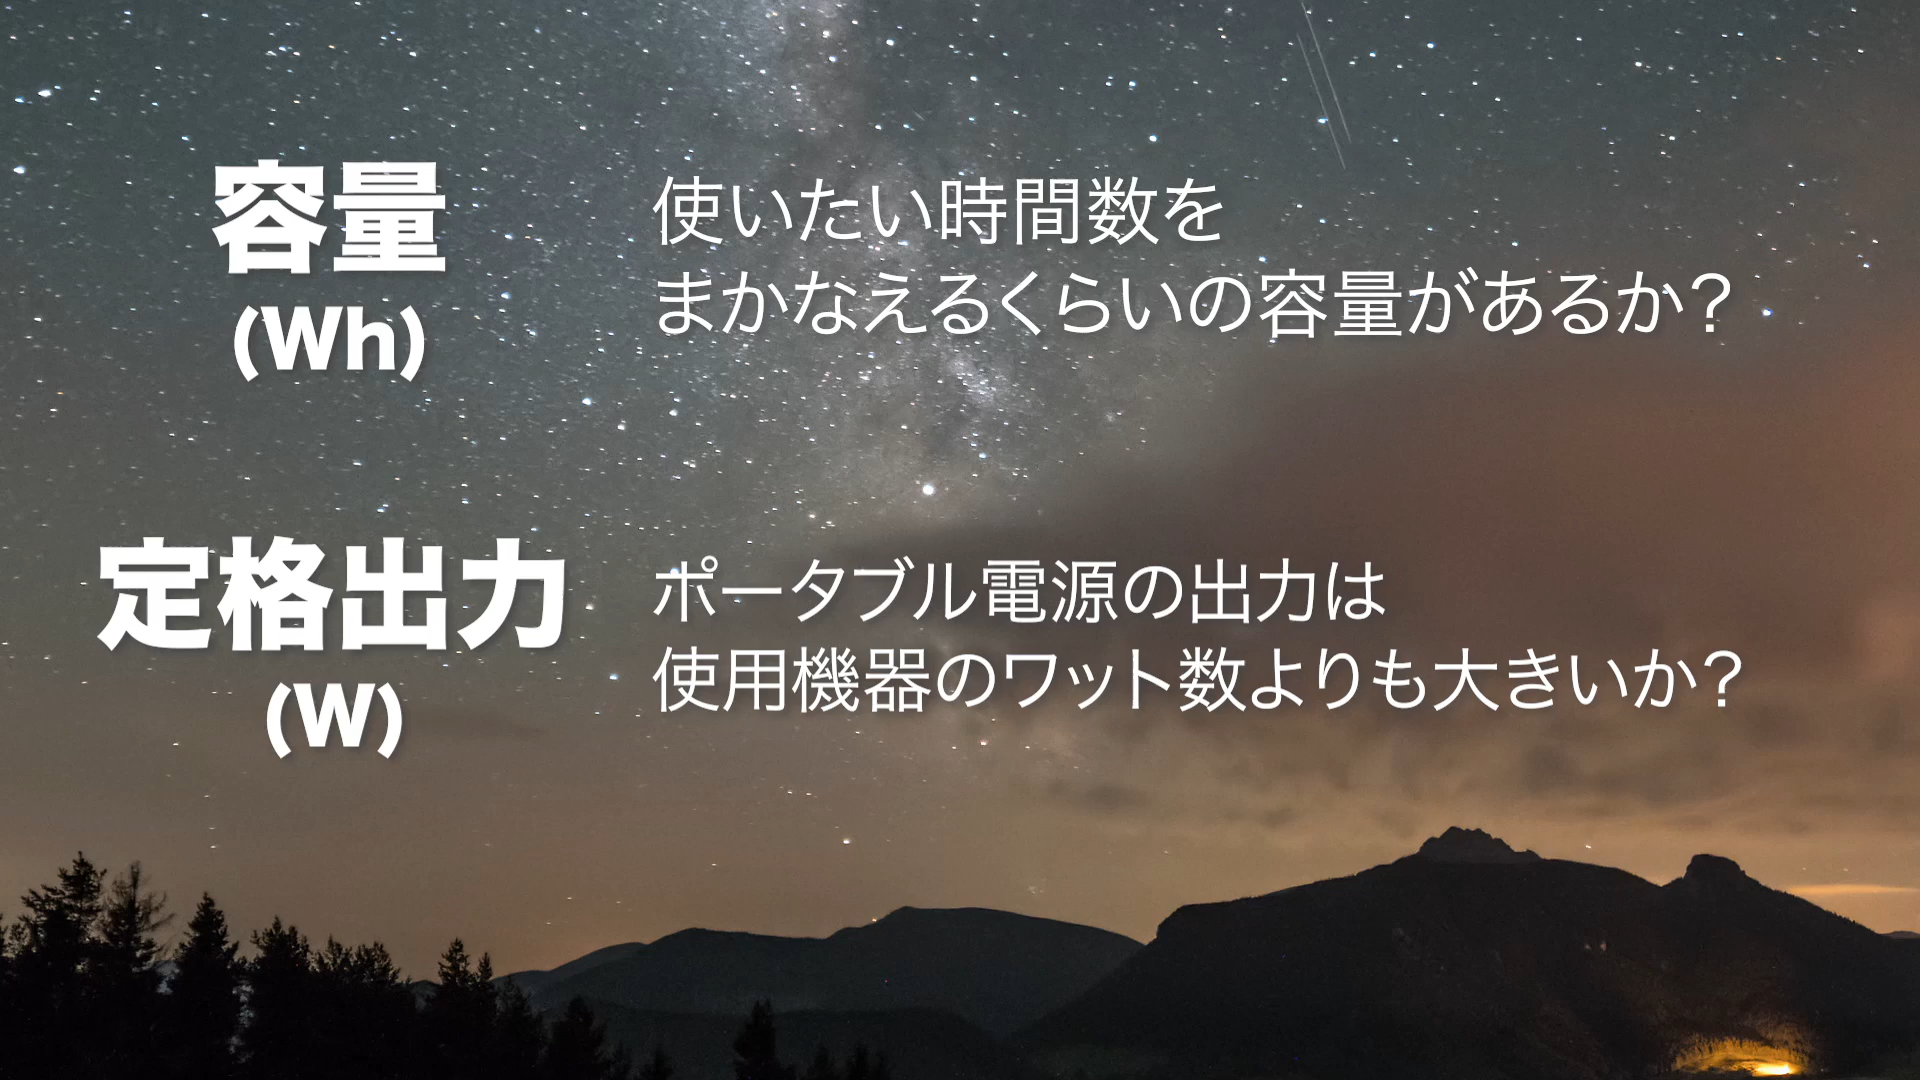 容量
(Wh)
使いたい時間数を
まかなえるくらいの容量があるか？
定格出力
(W)
ポータブル電源の出力は
使用機器のワット数よりも大きいか？